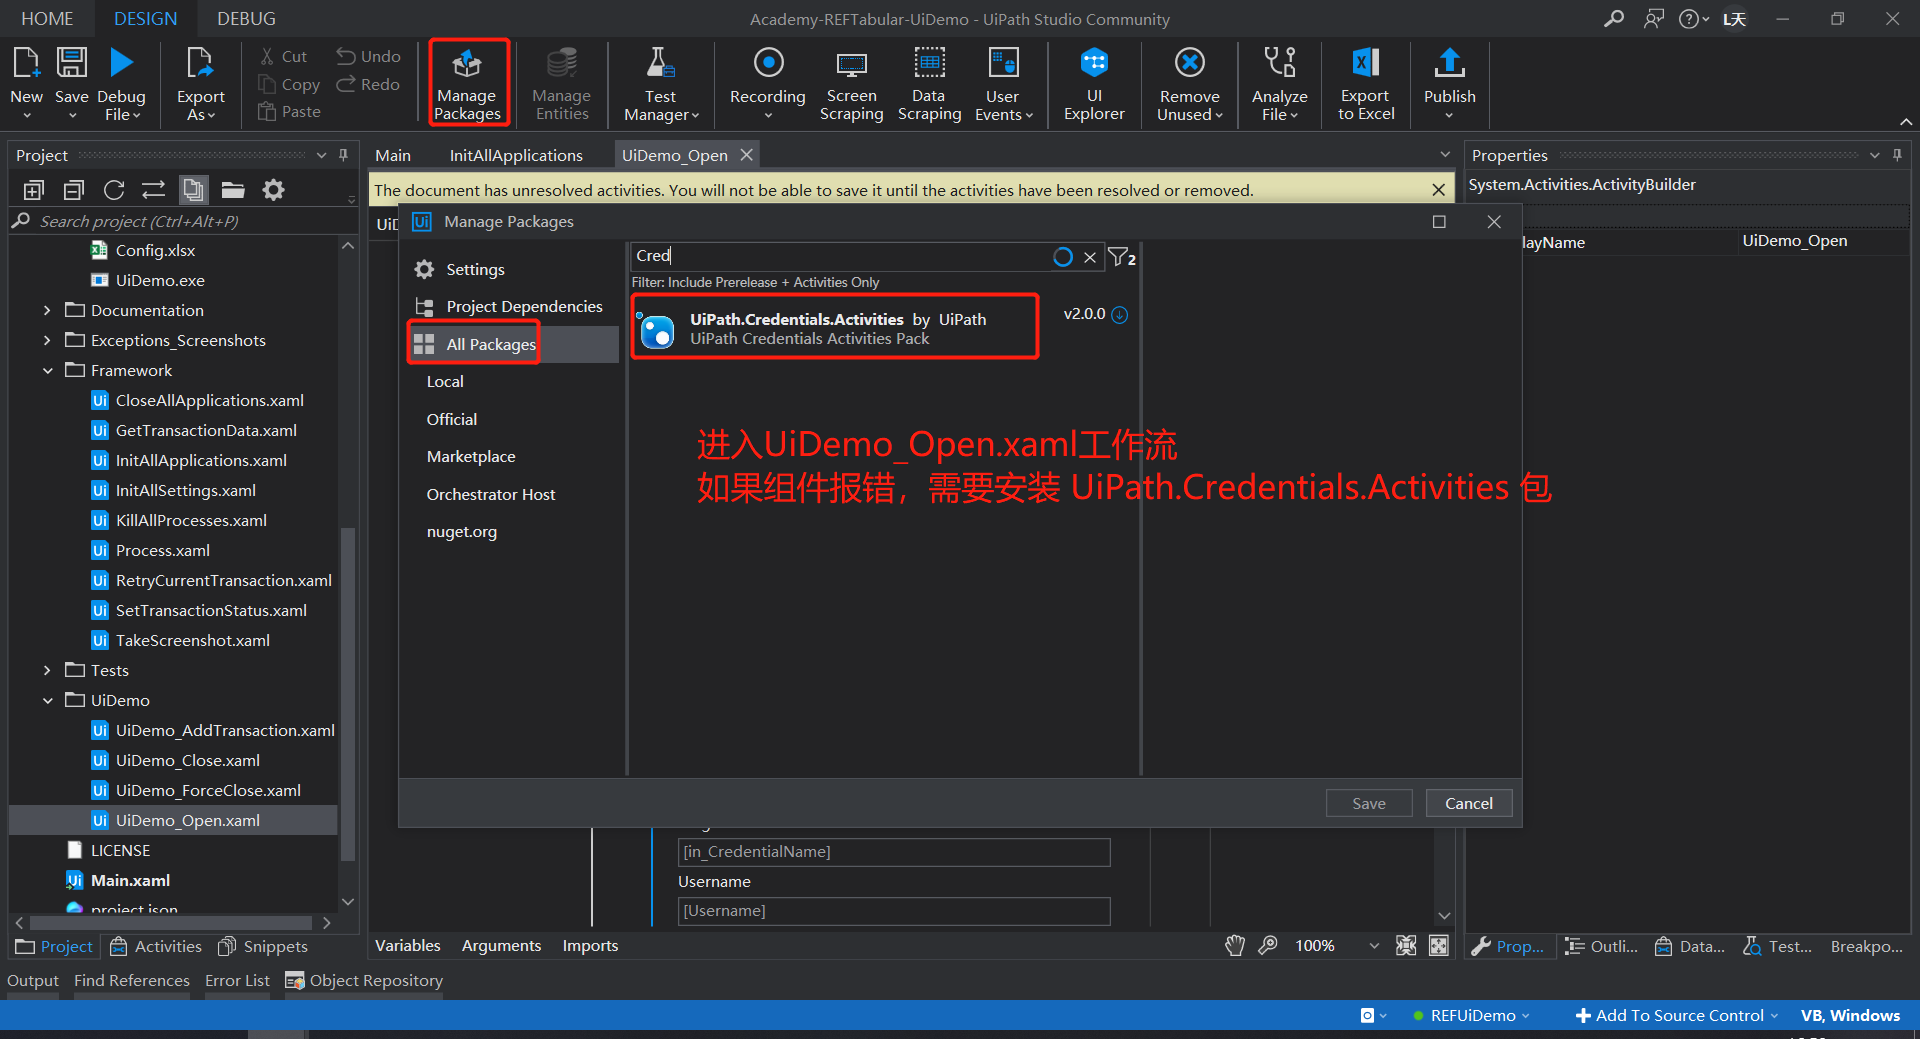 HOME DESIGN DEBUG
Academy-REFTabular-UiDemo - UiPath Studio Community
L天
New Save Debug File Export As
Cut Copy Paste Undo Redo
Manage Packages Manage Entities Test Manager Recording Screen Scraping Data Scraping User Events UI Explorer Remove Unused Analyze File Export to Excel Publish
Project
Search project (Ctrl+Alt+P)
Config.xlsx
UiDemo.exe
Documentation
Exceptions_Screenshots
Framework
CloseAllApplications.xaml
GetTransactionData.xaml
InitAllApplications.xaml
InitAllSettings.xaml
KillAllProcesses.xaml
Process.xaml
RetryCurrentTransaction.xaml
SetTransactionStatus.xaml
TakeScreenshot.xaml
Tests
UiDemo
UiDemo_AddTransaction.xaml
UiDemo_Close.xaml
UiDemo_ForceClose.xaml
UiDemo_Open.xaml
LICENSE
Main.xaml
project.json
Project Activities Snippets
Main InitAllApplications UiDemo_Open
The document has unresolved activities. You will not be able to save it until the activities have been resolved or removed.
UiD
Manage Packages
Settings
Project Dependencies
All Packages
Local
Official
Marketplace
Orchestrator Host
nuget.org
Cred
2
Filter: Include Prerelease + Activities Only
UiPath.Credentials.Activities by UiPath
v2.0.0
UiPath Credentials Activities Pack
进入UiDemo_Open.xaml工作流
如果组件报错，需要安装 UiPath.Credentials.Activities 包
Save Cancel
[in_CredentialName]
Username
[Username]
Variables Arguments Imports
100%
Properties
System.Activities.ActivityBuilder
layName UiDemo_Open
Prop... Outli... Data... Test... Breakpo...
Output Find References Error List Object Repository
REFUiDemo Add To Source Control VB, Windows